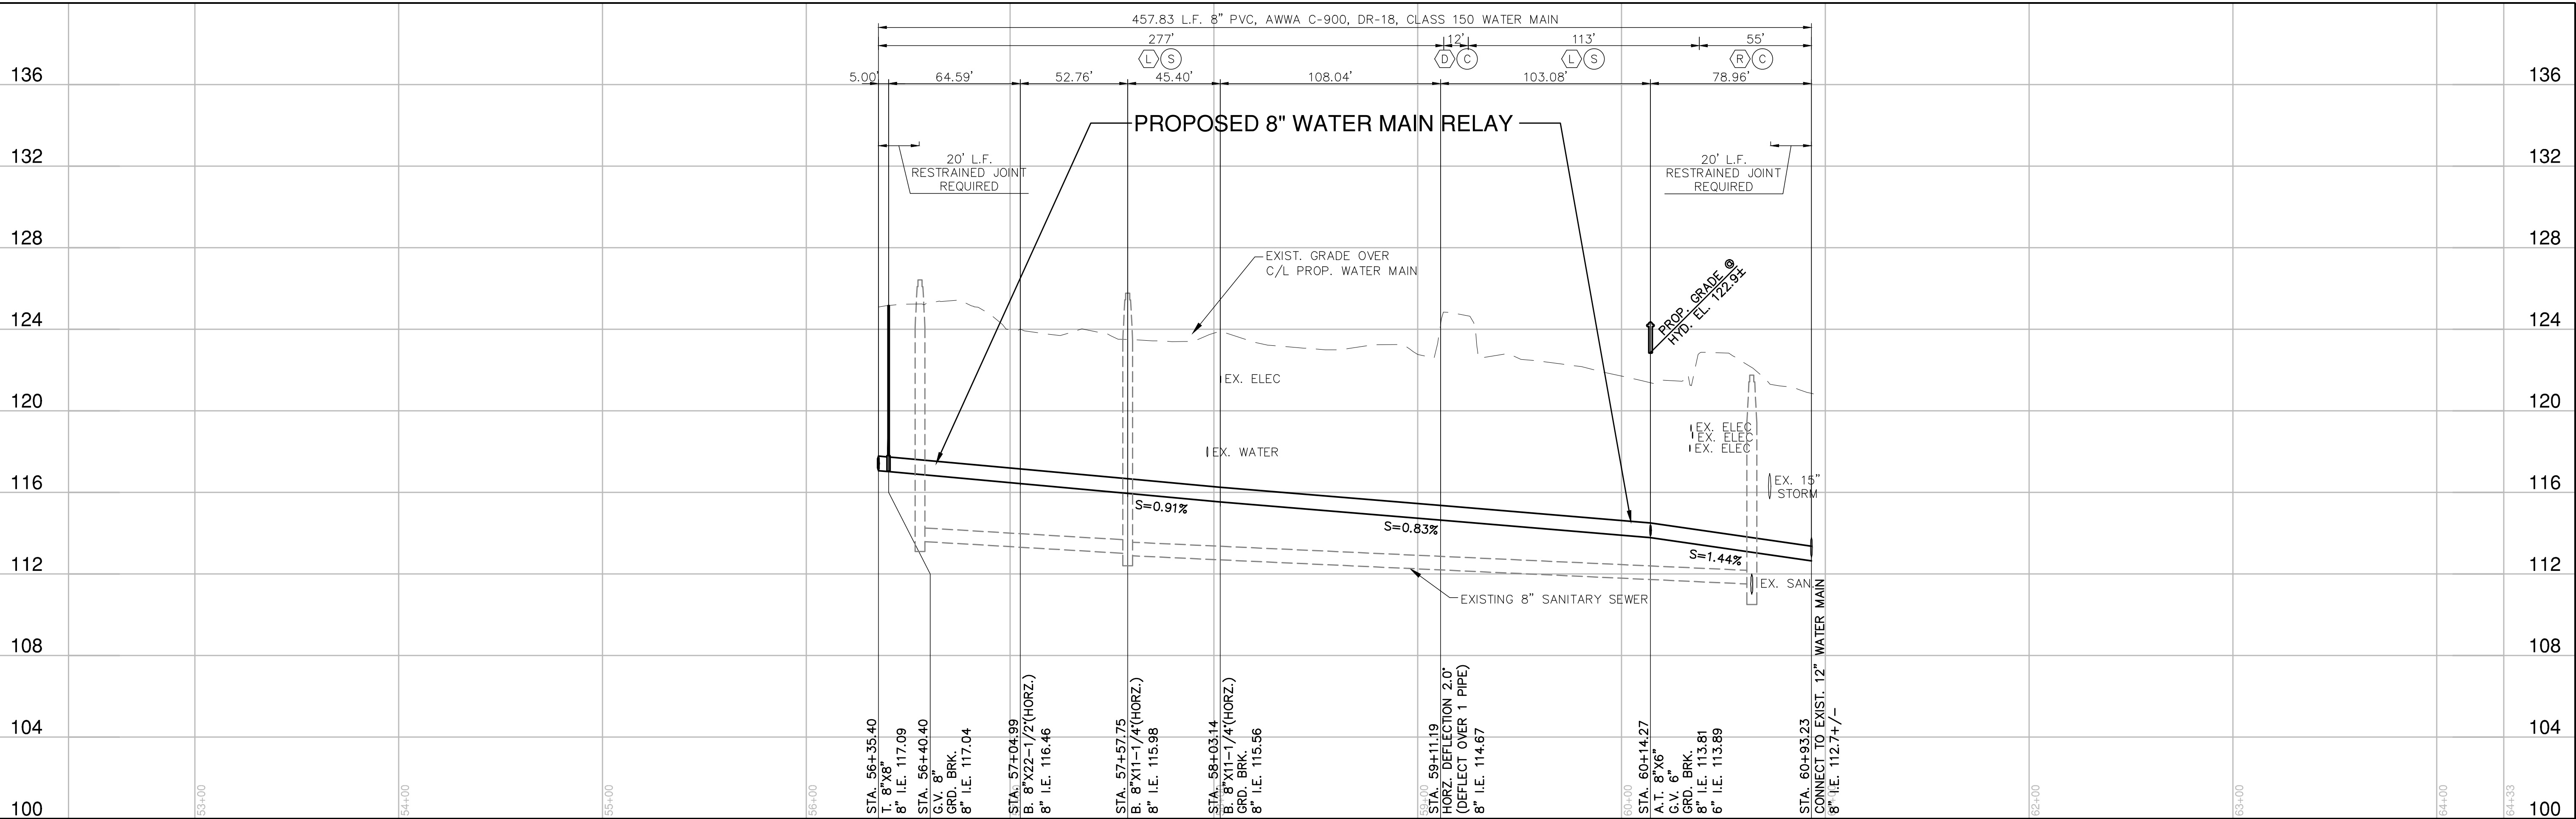 457.83 L.F. 8" PVC, AWWA C-900, DR-18, CLASS 150 WATER MAIN
277'
12'
113'
55'
L S
D C
L S
R C
5.00'
64.59'
52.76'
45.40'
108.04'
103.08'
78.96'
136
136
PROPOSED 8" WATER MAIN RELAY
132
132
20' L.F.
RESTRAINED JOINT
REQUIRED
20' L.F.
RESTRAINED JOINT
REQUIRED
128
128
EXIST. GRADE OVER
C/L PROP. WATER MAIN
PROP. GRADE @
HYD. EL. 122.9±
124
124
EX. ELEC
120
120
EX. ELEC
EX. ELEC
EX. ELEC
EX. WATER
EX. 15"
STORM
116
116
S=0.91%
S=0.83%
S=1.44%
112
112
EX. SAN
EXISTING 8" SANITARY SEWER
108
108
104
104
STA. 56+35.40
T. 8"X8"
8" I.E. 117.09
STA. 56+40.40
G.V. 8"
GRD. BRK.
8" I.E. 117.04
STA. 57+04.99
B. 8"X22-1/2°(HORZ.)
8" I.E. 116.46
STA. 57+57.75
B. 8"X11-1/4°(HORZ.)
8" I.E. 115.98
STA. 58+03.14
B. 8"X11-1/4°(HORZ.)
GRD. BRK.
8" I.E. 115.56
STA. 59+11.19
HORZ. DEFLECTION 2.0°
(DEFLECT OVER 1 PIPE)
8" I.E. 114.67
STA. 60+14.27
A.T. 8"X6"
G.V. 6"
GRD. BRK.
8" I.E. 113.81
6" I.E. 113.89
STA. 60+93.23
CONNECT TO EXIST. 12" WATER MAIN
8" I.E. 112.7+/-
100
100
53+00
54+00
55+00
56+00
59+00
60+00
62+00
63+00
64+00
64+33